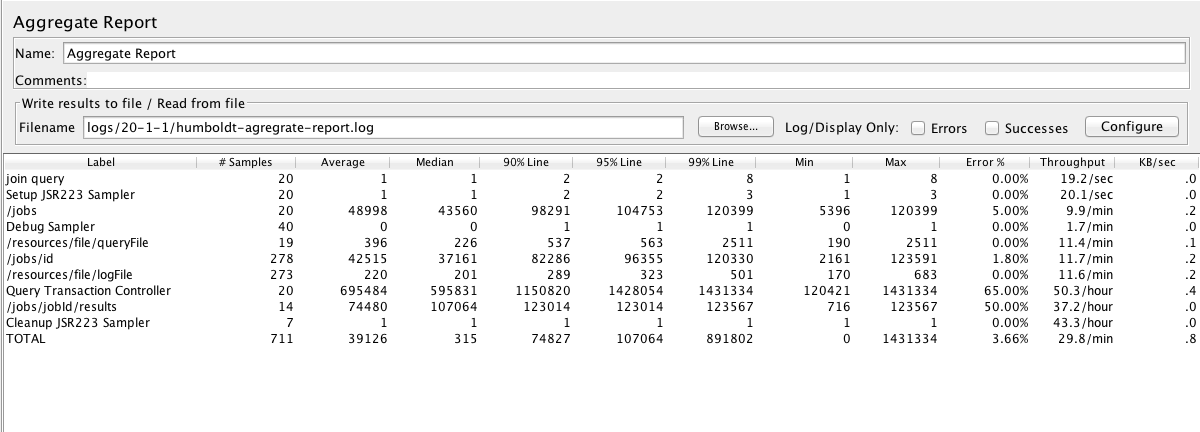 Aggregate Report
Name: Aggregate Report
Comments:
Write results to file / Read from file
Filename logs/20-1-1/humboldt-agregrate-report.log Browse... Log/Display Only: Errors Successes Configure
Label # Samples Average Median 90% Line 95% Line 99% Line Min Max Error % Throughput KB/sec
join query 20 1 1 2 2 8 1 8 0.00% 19.2/sec .0
Setup JSR223 Sampler 20 1 1 2 2 3 1 3 0.00% 20.1/sec .0
/jobs 20 48998 43560 98291 104753 120399 5396 120399 5.00% 9.9/min .2
Debug Sampler 40 0 0 1 1 1 0 1 0.00% 1.7/min .0
/resources/file/queryFile 19 396 226 537 563 2511 190 2511 0.00% 11.4/min .1
/jobs/id 278 42515 37161 82286 96355 120330 2161 123591 1.80% 11.7/min .2
/resources/file/logFile 273 220 201 289 323 501 170 683 0.00% 11.6/min .2
Query Transaction Controller 20 695484 595831 1150820 1428054 1431334 120421 1431334 65.00% 50.3/hour .4
/jobs/jobId/results 14 74480 107064 123014 123014 123567 716 123567 50.00% 37.2/hour .0
Cleanup JSR223 Sampler 7 1 1 1 1 1 1 1 0.00% 43.3/hour .0
TOTAL 711 39126 315 74827 107064 891802 0 1431334 3.66% 29.8/min .8